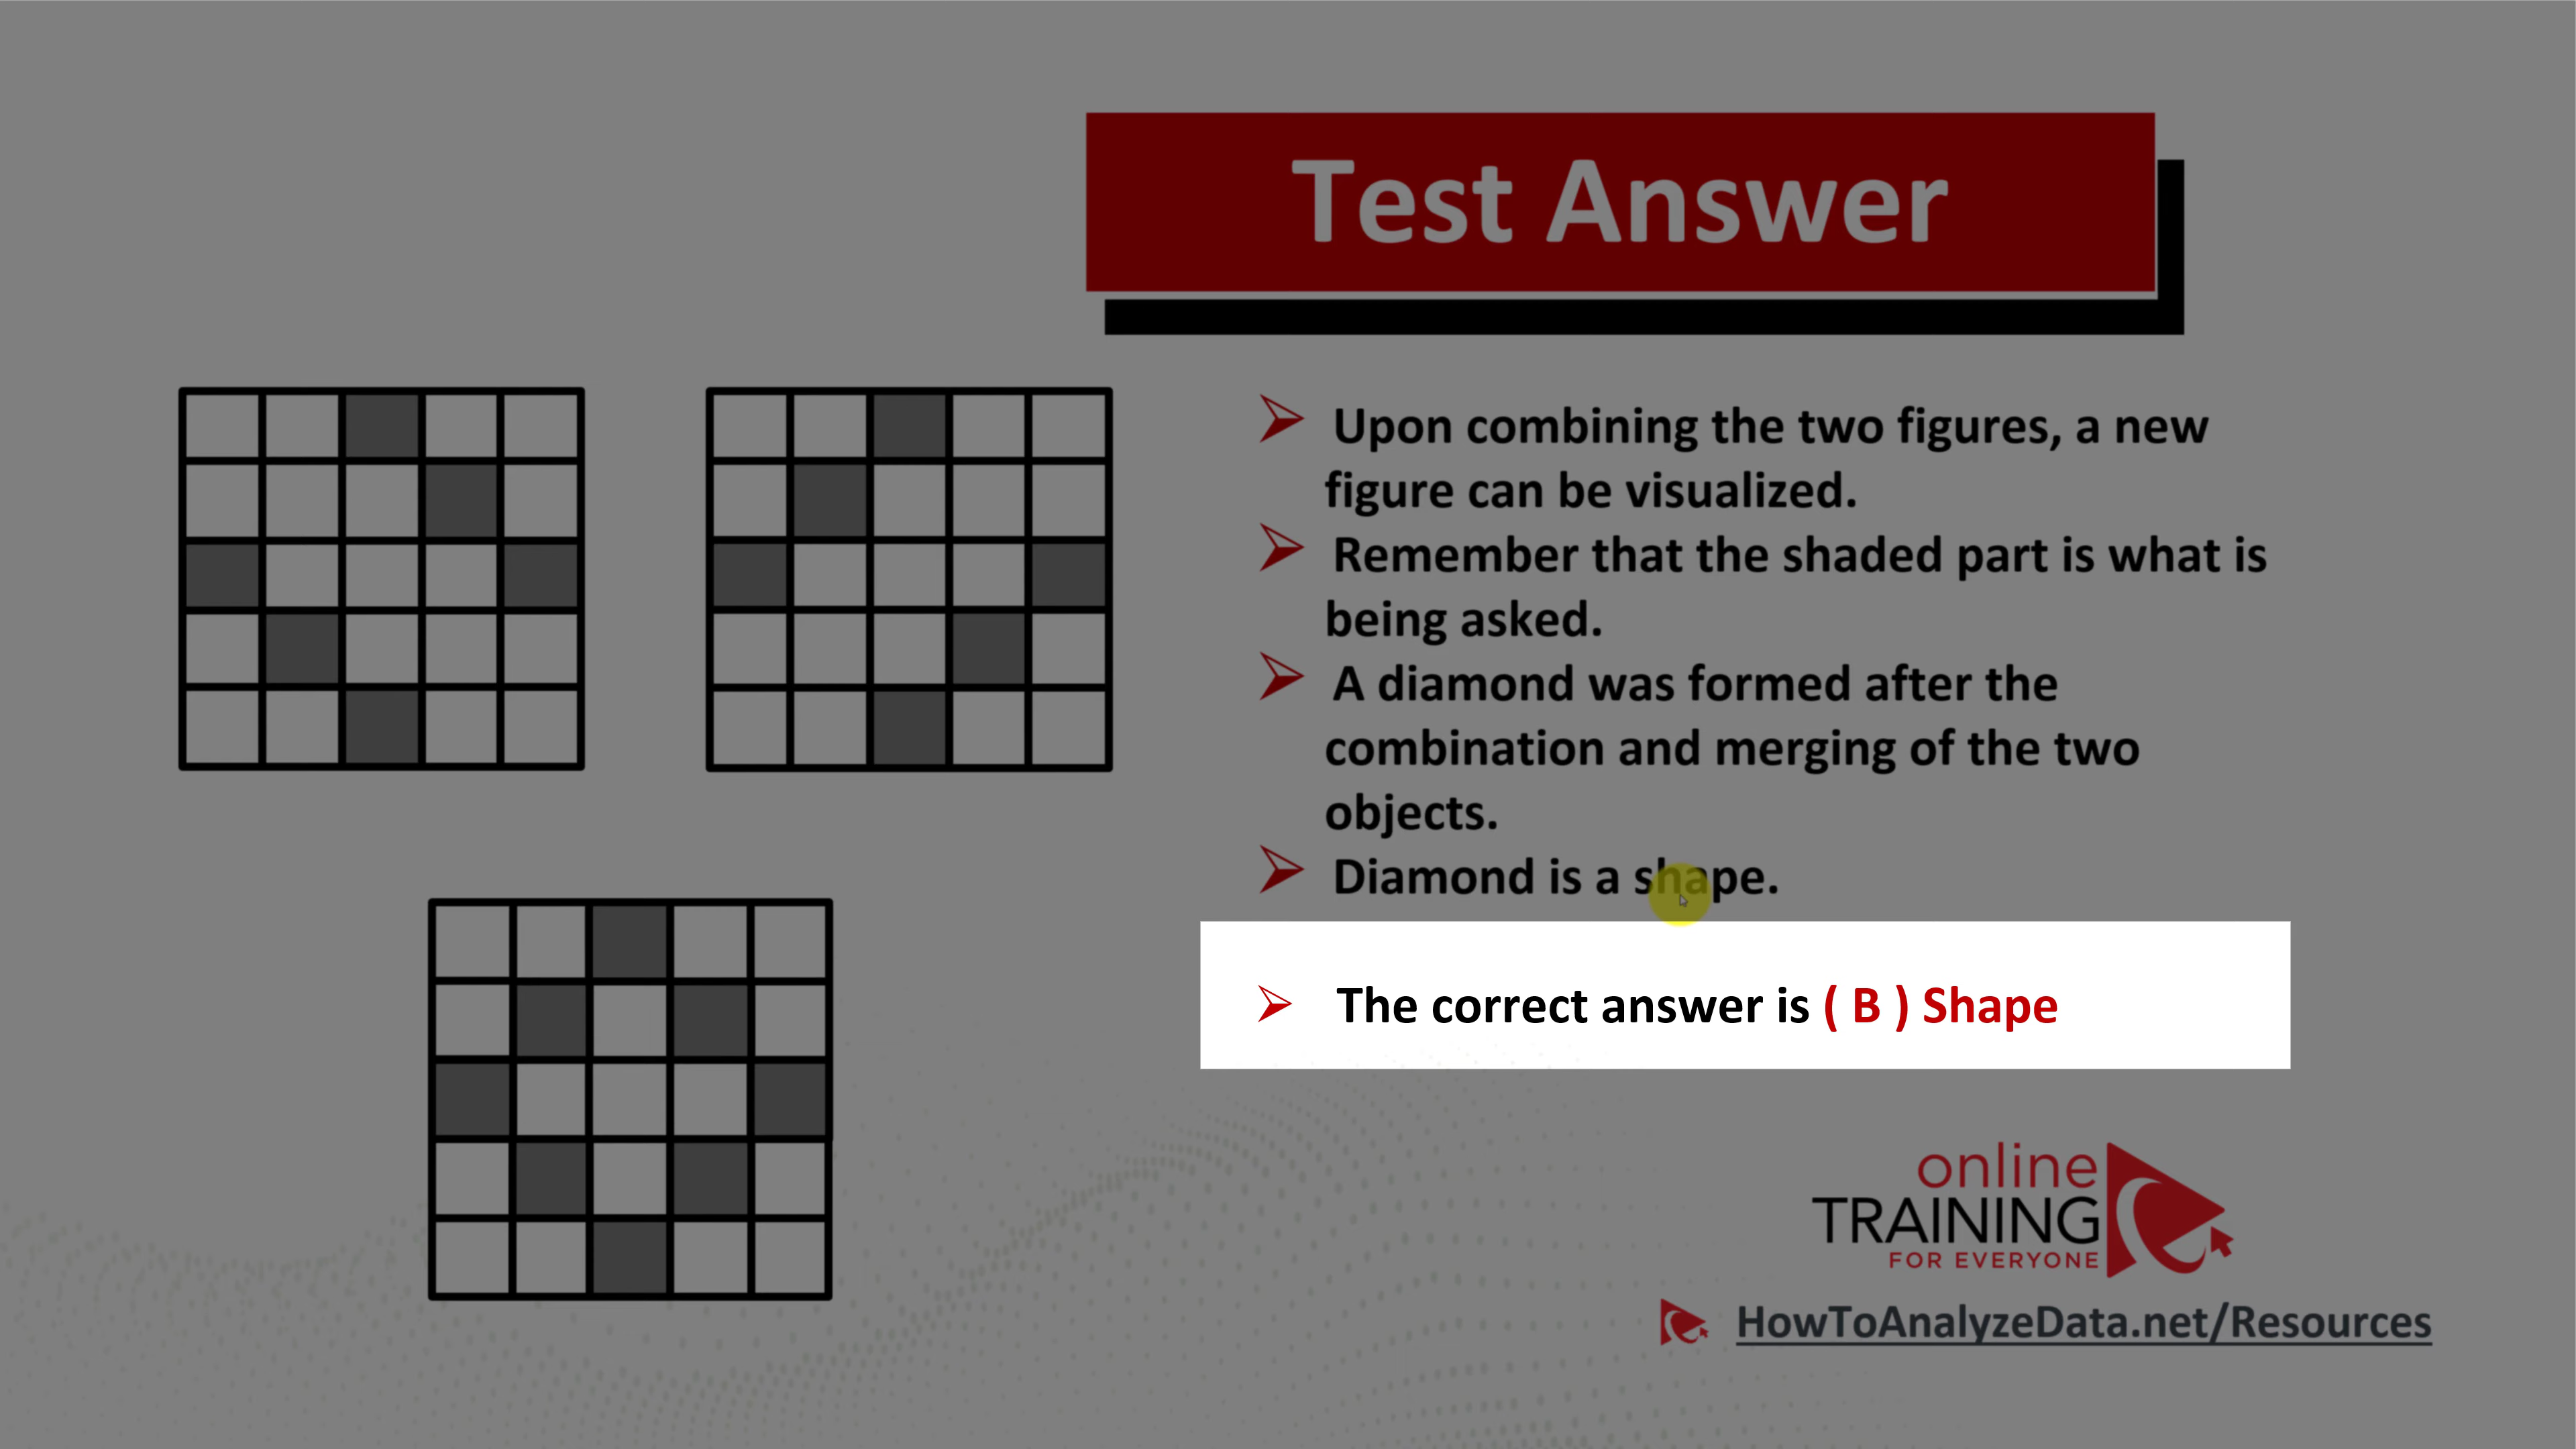 Test Answer
Upon combining the two figures, a new
figure can be visualized.
Remember that the shaded part is what is
being asked.
A diamond was formed after the
combination and merging of the two
objects.
Diamond is a shape.
The correct answer is ( B ) Shape
online
TRAINING
FOR EVERYONE
HowToAnalyzeData.net/Resources